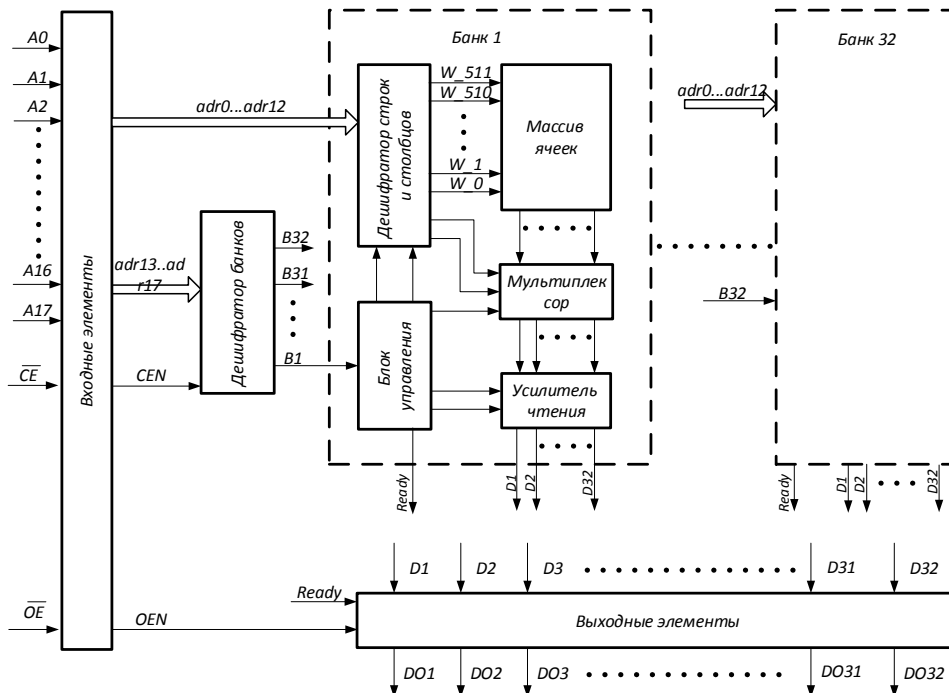 A0
A1
A2
A16
A17
CE
OE
Входные элементы
adr0...adr12
adr13..ad
r17
CEN
OEN
Дешифратор банков
B32
B31
B1
Банк 1
Дешифратор строк
и столбцов
W_511
W_510
W_1
W_0
Массив
ячеек
Мультиплек
сор
Блок
управления
Усилитель
чтения
Ready
D1
D2
D32
adr0...adr12
B32
Банк 32
Ready
D1
D2
D32
D1
D2
D3
D31
D32
Ready
Выходные элементы
DO1
DO2
DO3
DO31
DO32